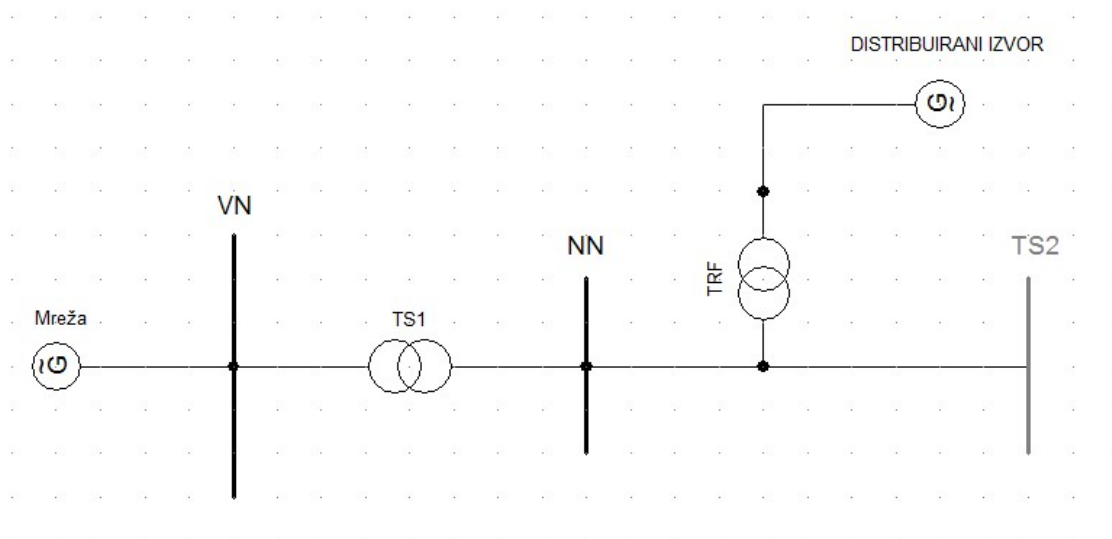 DISTRIBUIRANI IZVOR
G~
VN
NN
TS2
TRF
Mreža
TS1
~G